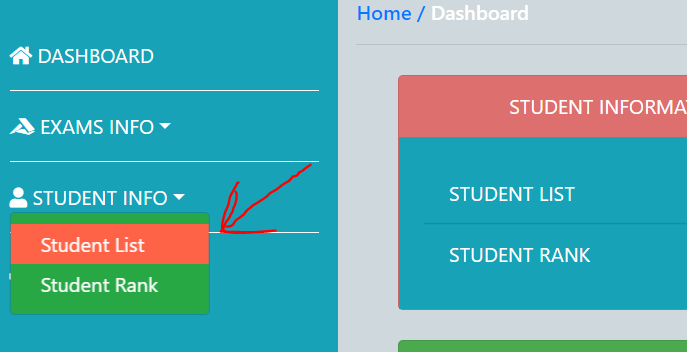 Home / Dashboard
DASHBOARD
EXAMS INFO
STUDENT INFO
Student List
Student Rank
STUDENT INFORMA
STUDENT LIST
STUDENT RANK